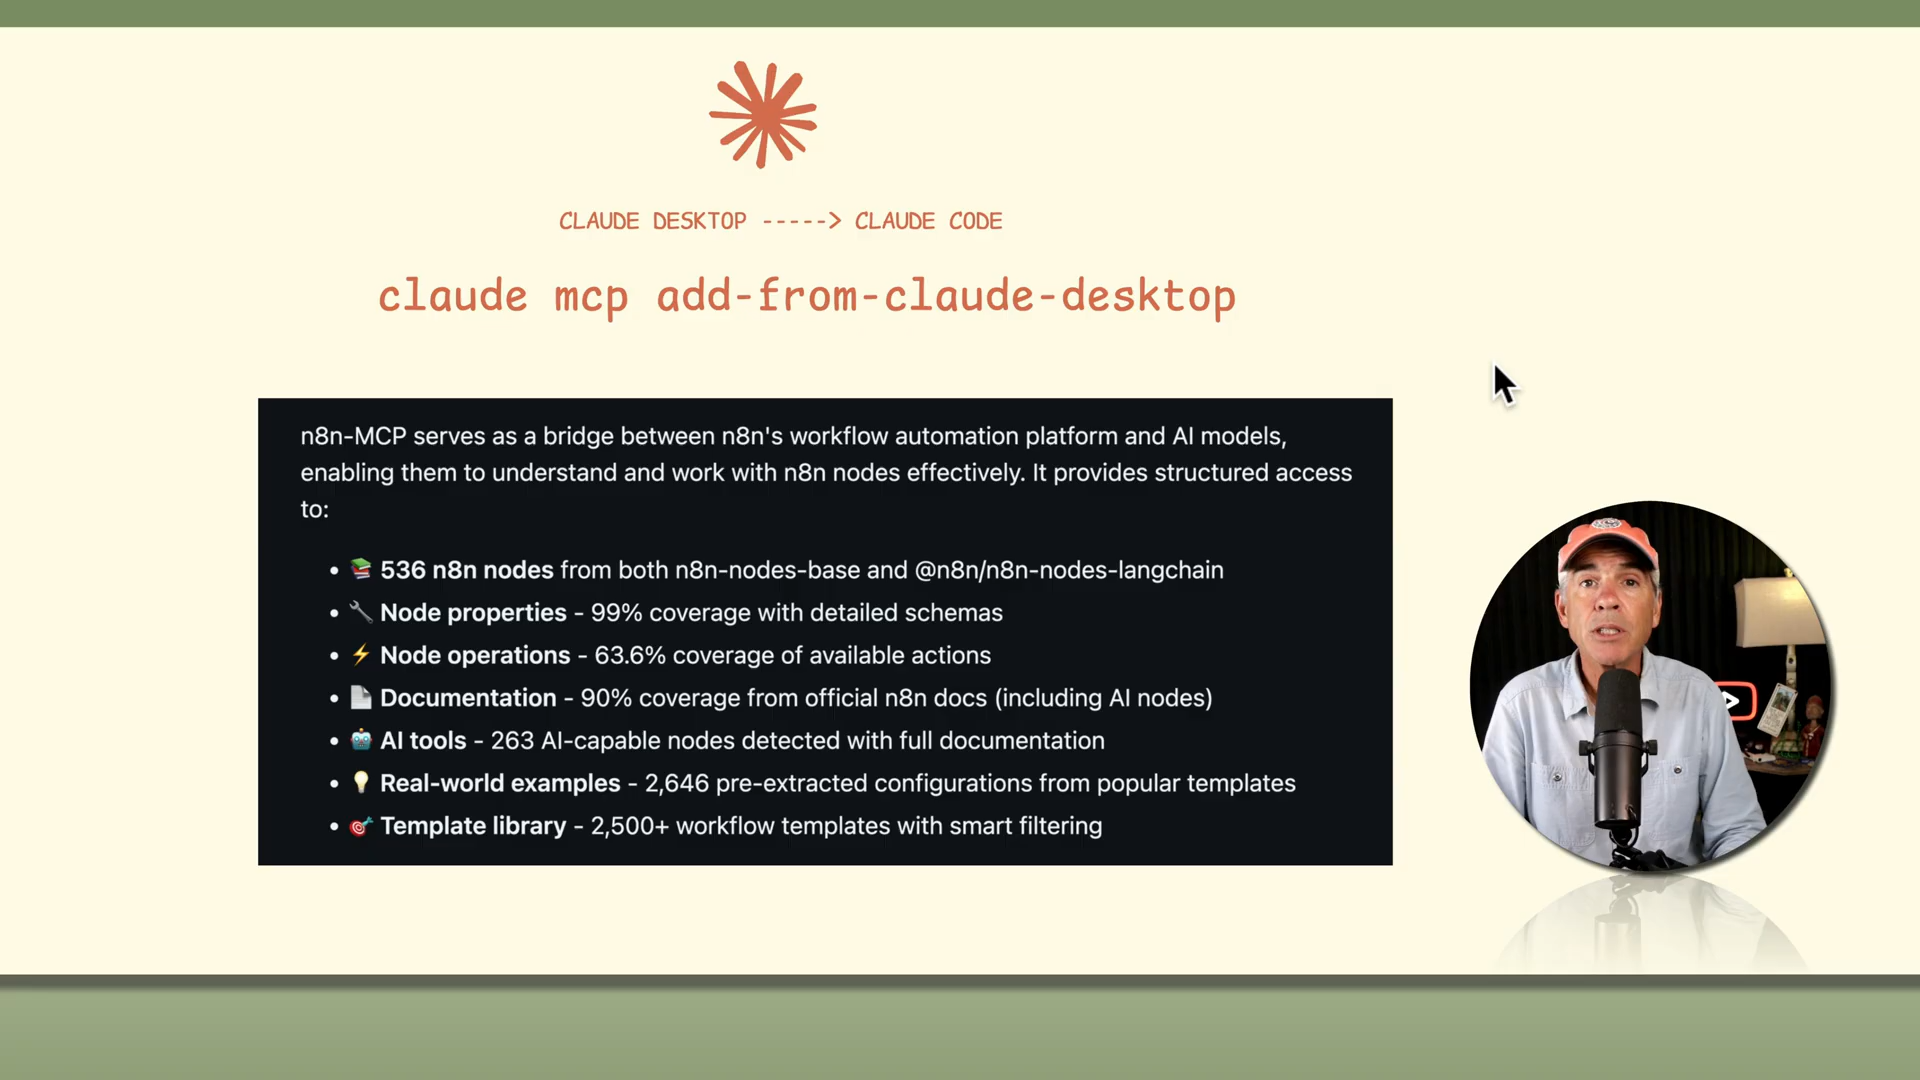 CLAUDE DESKTOP -----> CLAUDE CODE
claude mcp add-from-claude-desktop
n8n-MCP serves as a bridge between n8n's workflow automation platform and AI models,
enabling them to understand and work with n8n nodes effectively. It provides structured access
to:
• 📚 536 n8n nodes from both n8n-nodes-base and @n8n/n8n-nodes-langchain
• 🔧 Node properties - 99% coverage with detailed schemas
• ⚡ Node operations - 63.6% coverage of available actions
• 📄 Documentation - 90% coverage from official n8n docs (including AI nodes)
• 🤖 AI tools - 263 AI-capable nodes detected with full documentation
• 💡 Real-world examples - 2,646 pre-extracted configurations from popular templates
• 🎯 Template library - 2,500+ workflow templates with smart filtering